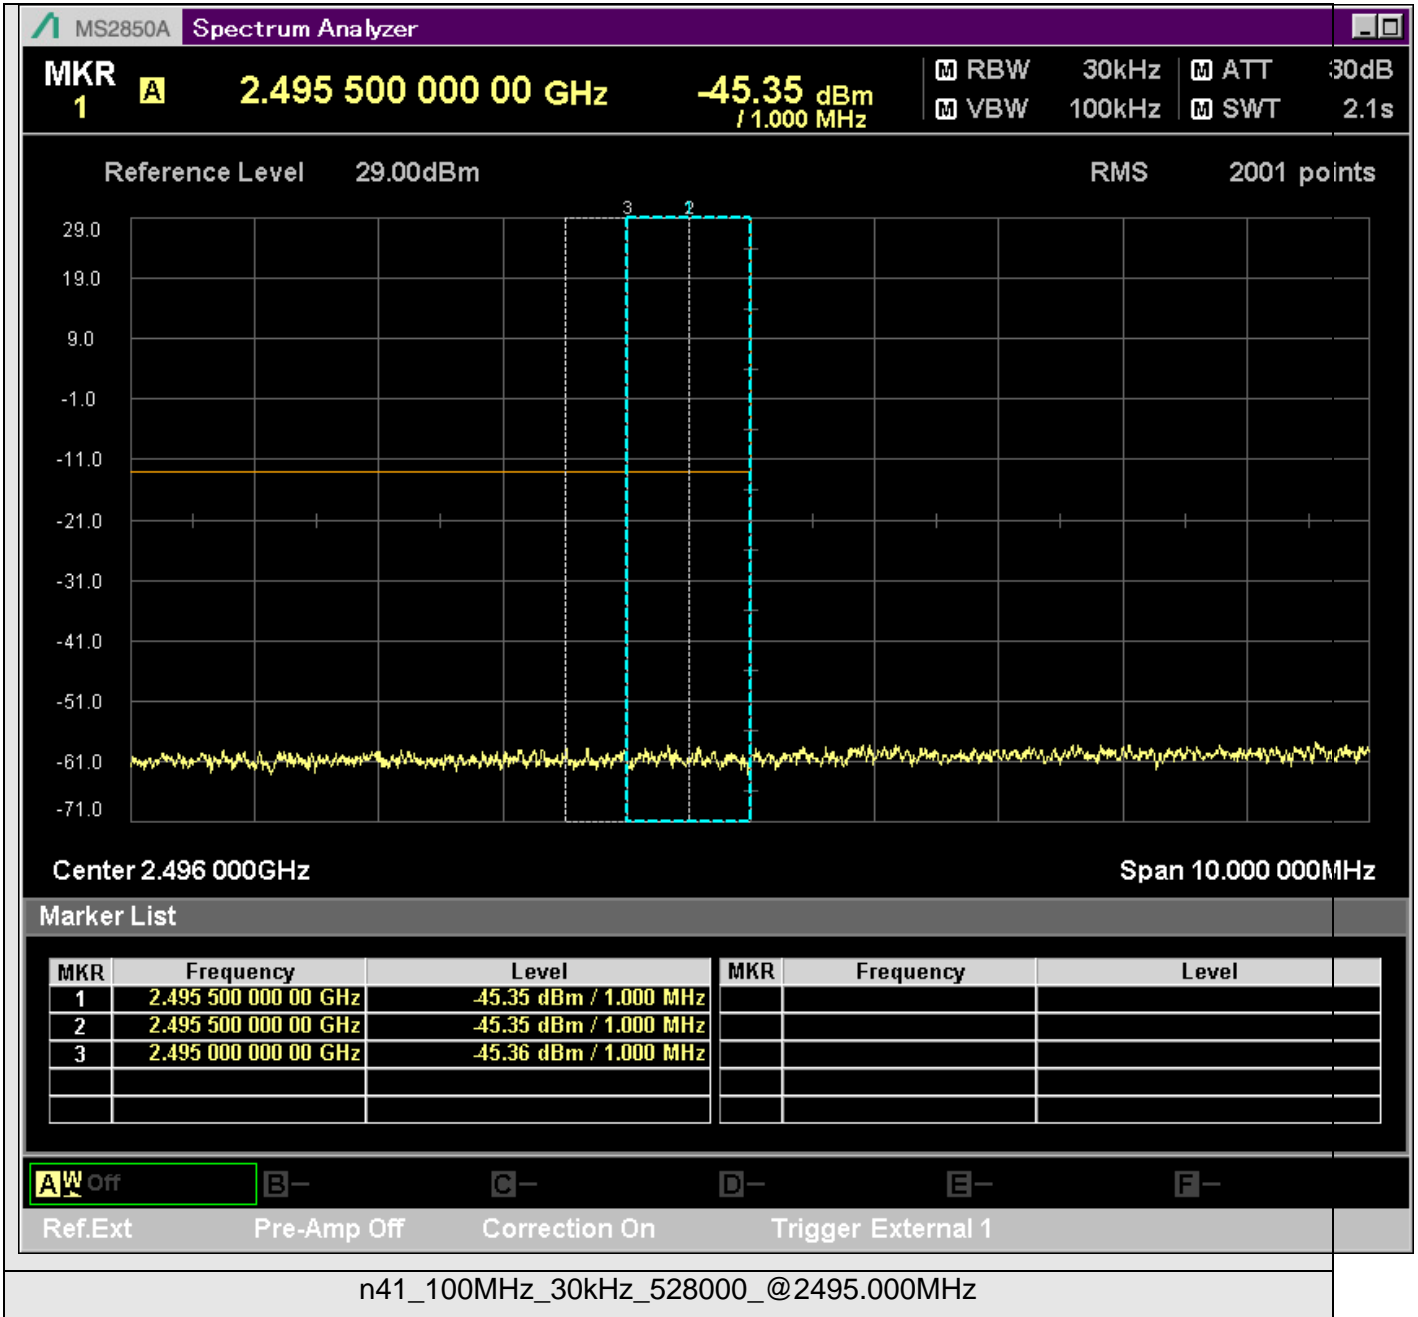 MS2850A Spectrum Analyzer
MKR 1 A 2.495 500 000 00 GHz -45.35 dBm / 1.000 MHz
M RBW 30kHz M ATT 30dB
M VBW 100kHz M SWT 2.1s
Reference Level 29.00dBm RMS 2001 points
3 2
29.0
19.0
9.0
-1.0
-11.0
-21.0
-31.0
-41.0
-51.0
-61.0
-71.0
Center 2.496 000GHz Span 10.000 000MHz
Marker List
MKR Frequency Level MKR Frequency Level
1 2.495 500 000 00 GHz -45.35 dBm / 1.000 MHz
2 2.495 500 000 00 GHz -45.35 dBm / 1.000 MHz
3 2.495 000 000 00 GHz -45.36 dBm / 1.000 MHz
A W Off B- C- D- E- F-
Ref.Ext Pre-Amp Off Correction On Trigger External 1
n41_100MHz_30kHz_528000_@2495.000MHz